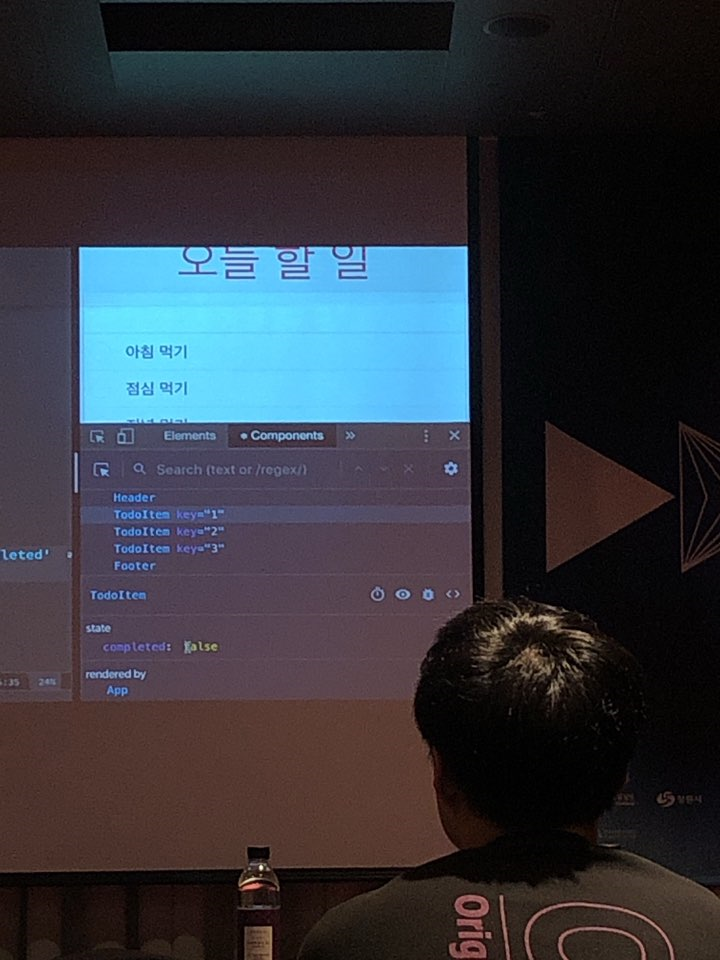 오늘 할 일
아침 먹기
점심 먹기
Elements
Components
Search (text or /regex/)
Header
TodoItem key="1"
TodoItem key="2"
TodoItem key="3"
Footer
leted'
TodoItem
state
completed: false
rendered by
App
:35 24%
Orig